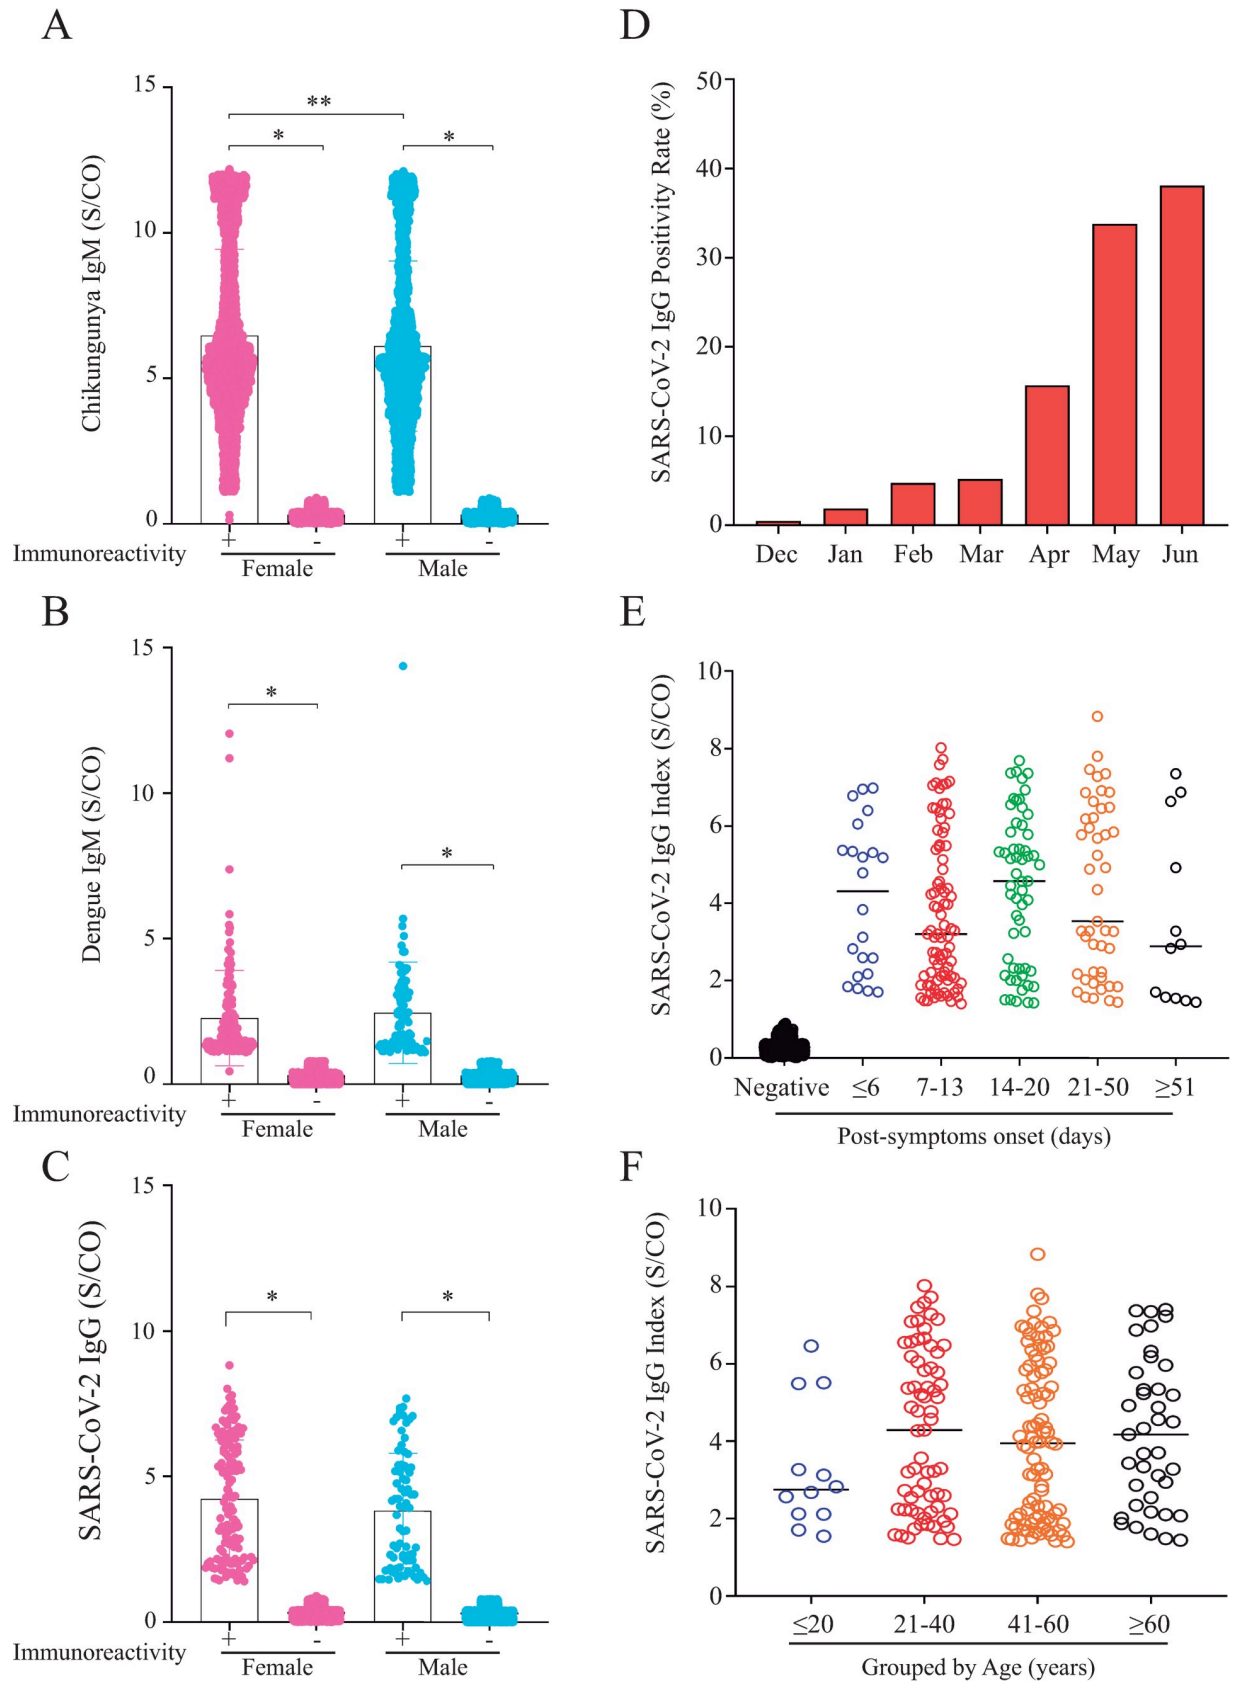 A
Chikungunya IgM (S/CO)
15
10
5
0
**
*
*
Immunoreactivity
+ - + -
Female Male
B
Dengue IgM (S/CO)
15
10
5
0
*
*
Immunoreactivity
+ - + -
Female Male
C
SARS-CoV-2 IgG (S/CO)
15
10
5
0
*
*
Immunoreactivity
+ - + -
Female Male
D
SARS-CoV-2 IgG Positivity Rate (%)
50
40
30
20
10
0
Dec Jan Feb Mar Apr May Jun
E
SARS-CoV-2 IgG Index (S/CO)
10
8
6
4
2
0
Negative ≤6 7-13 14-20 21-50 ≥51
Post-symptoms onset (days)
F
SARS-CoV-2 IgG Index (S/CO)
10
8
6
4
2
0
≤20 21-40 41-60 ≥60
Grouped by Age (years)